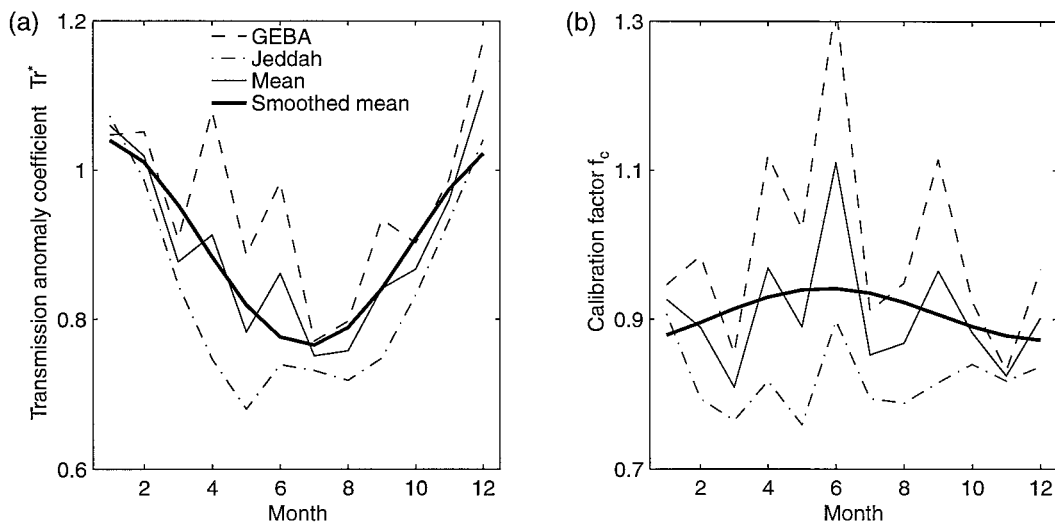 (a)
Transmission anomaly coefficient Tr*
1.2
1
0.8
0.6
GEBA
Jeddah
Mean
Smoothed mean
2 4 6 8 10 12
Month
(b)
Calibration factor f_c
1.3
1.1
0.9
0.7
2 4 6 8 10 12
Month